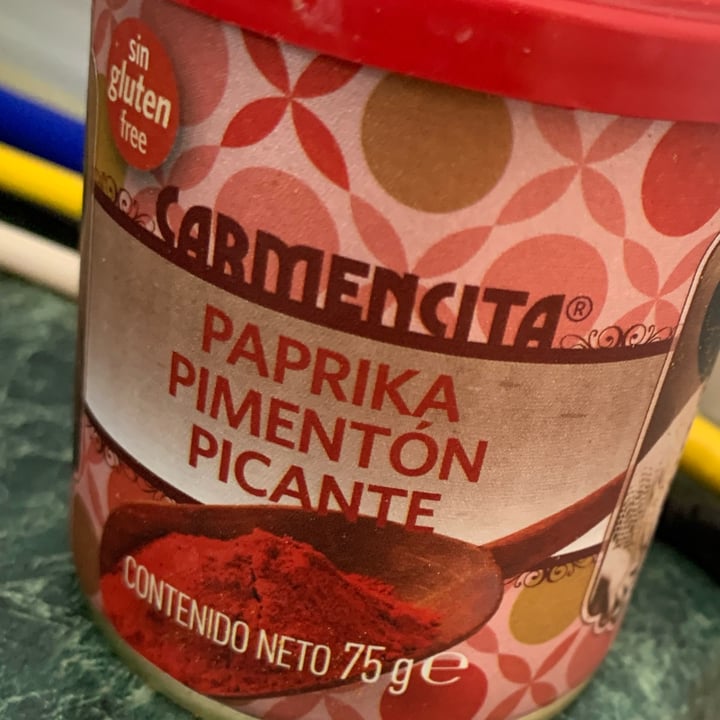 sin
gluten
free
CARMENCITA®
PAPRIKA
PIMENTÓN
PICANTE
CONTENIDO NETO 75 g ℮